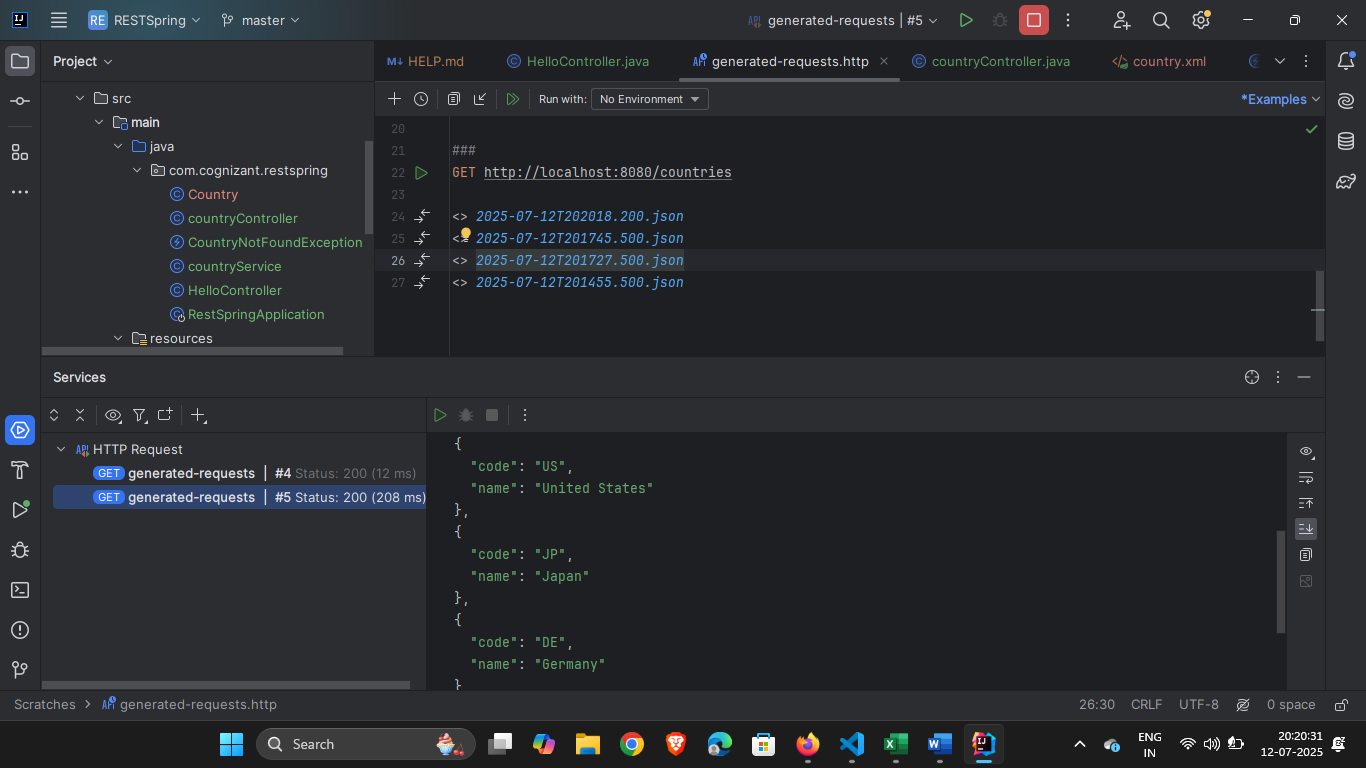 RE RESTSpring master generated-requests | #5
Project
HELP.md HelloController.java generated-requests.http countryController.java country.xml
Run with: No Environment *Examples
src
main
java
com.cognizant.restspring
Country
countryController
CountryNotFoundException
countryService
HelloController
RestSpringApplication
resources
20
21 ###
22 GET http://localhost:8080/countries
23
24 <> 2025-07-12T202018.200.json
25 <> 2025-07-12T201745.500.json
26 <> 2025-07-12T201727.500.json
27 <> 2025-07-12T201455.500.json
Services
HTTP Request
GET generated-requests | #4 Status: 200 (12 ms)
GET generated-requests | #5 Status: 200 (208 ms)
{
"code": "US",
"name": "United States"
},
{
"code": "JP",
"name": "Japan"
},
{
"code": "DE",
"name": "Germany"
}
Scratches > generated-requests.http 26:30 CRLF UTF-8 0 space
Search
ENG
IN
20:20:31
12-07-2025